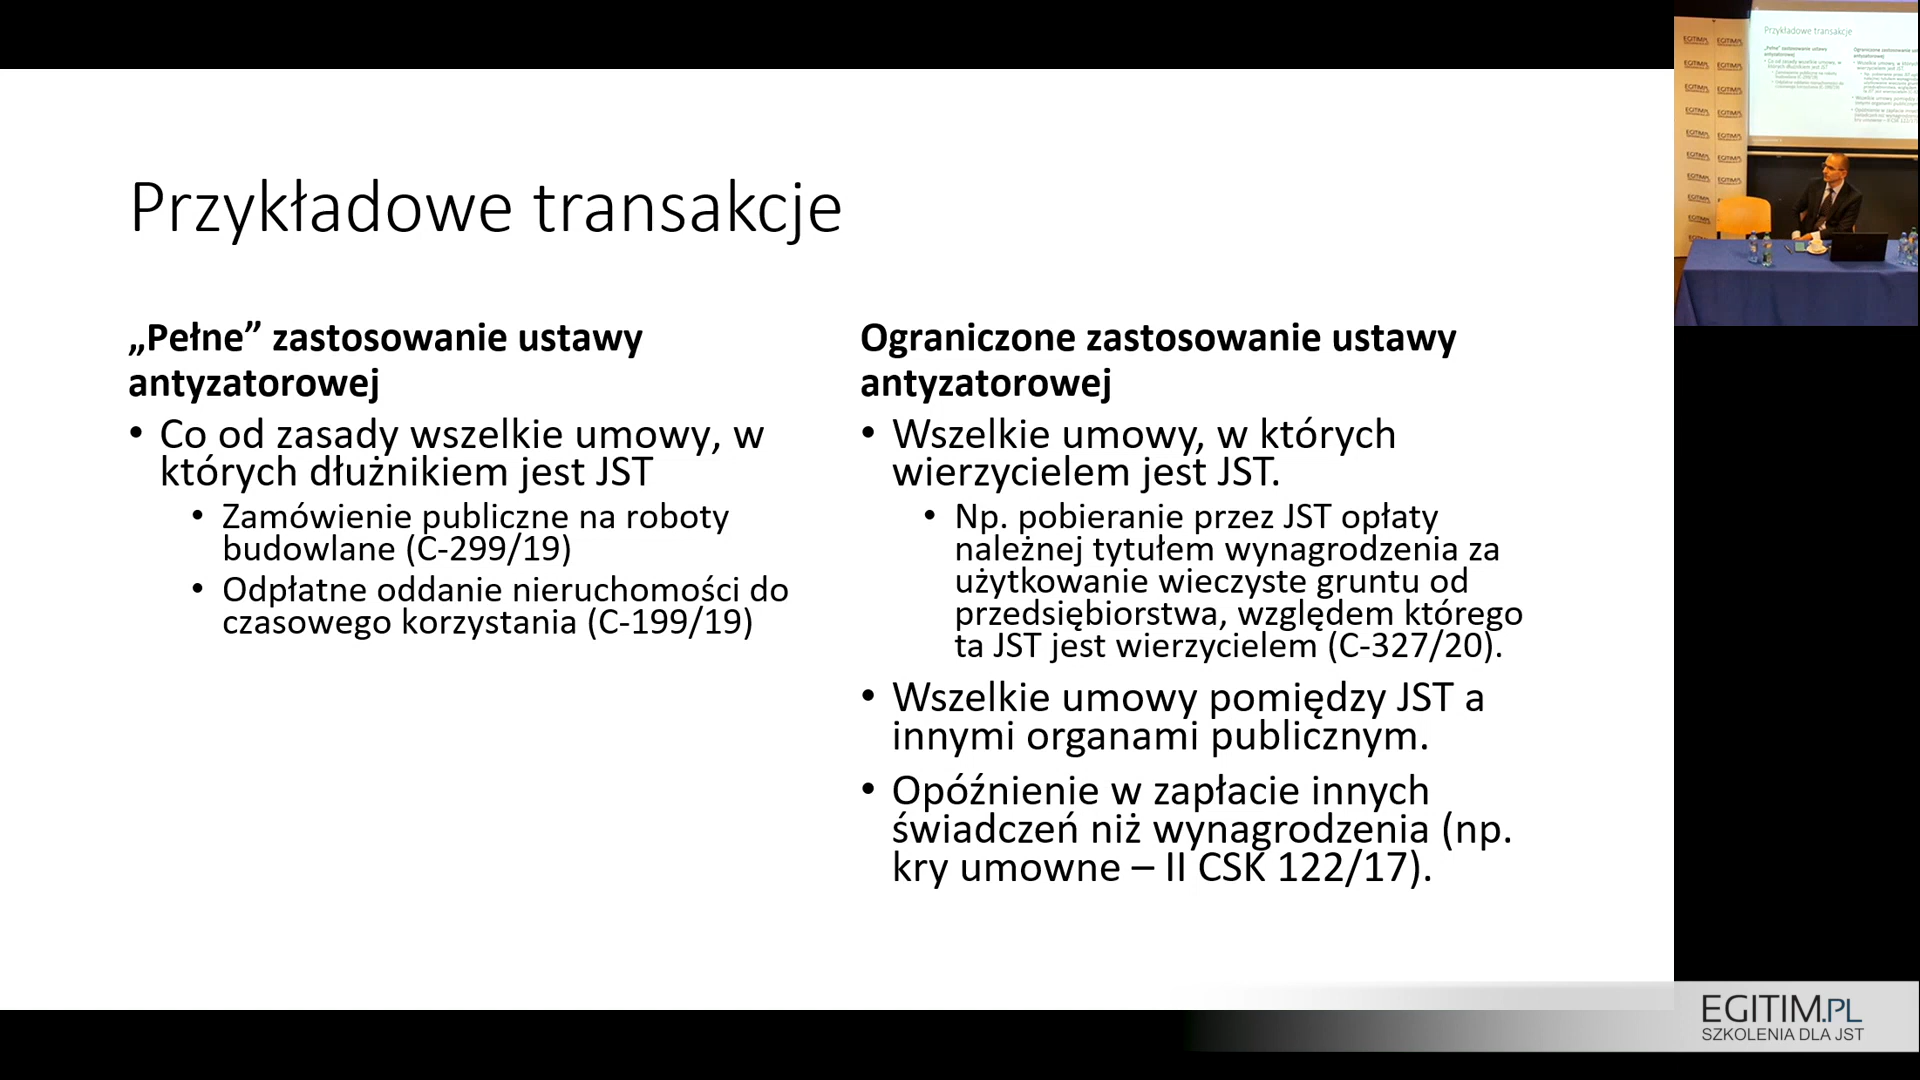 Przykładowe transakcje
„Pełne” zastosowanie ustawy
antyzatorowej
• Co od zasady wszelkie umowy, w
których dłużnikiem jest JST
• Zamówienie publiczne na roboty
budowlane (C-299/19)
• Odpłatne oddanie nieruchomości do
czasowego korzystania (C-199/19)
Ograniczone zastosowanie ustawy
antyzatorowej
• Wszelkie umowy, w których
wierzycielem jest JST.
• Np. pobieranie przez JST opłaty
należnej tytułem wynagrodzenia za
użytkowanie wieczyste gruntu od
przedsiębiorstwa, względem którego
ta JST jest wierzycielem (C-327/20).
• Wszelkie umowy pomiędzy JST a
innymi organami publicznym.
• Opóźnienie w zapłacie innych
świadczeń niż wynagrodzenia (np.
kry umowne – II CSK 122/17).
Przykładowe transakcje
EGITIM.PL
SZKOLENIA DLA JST